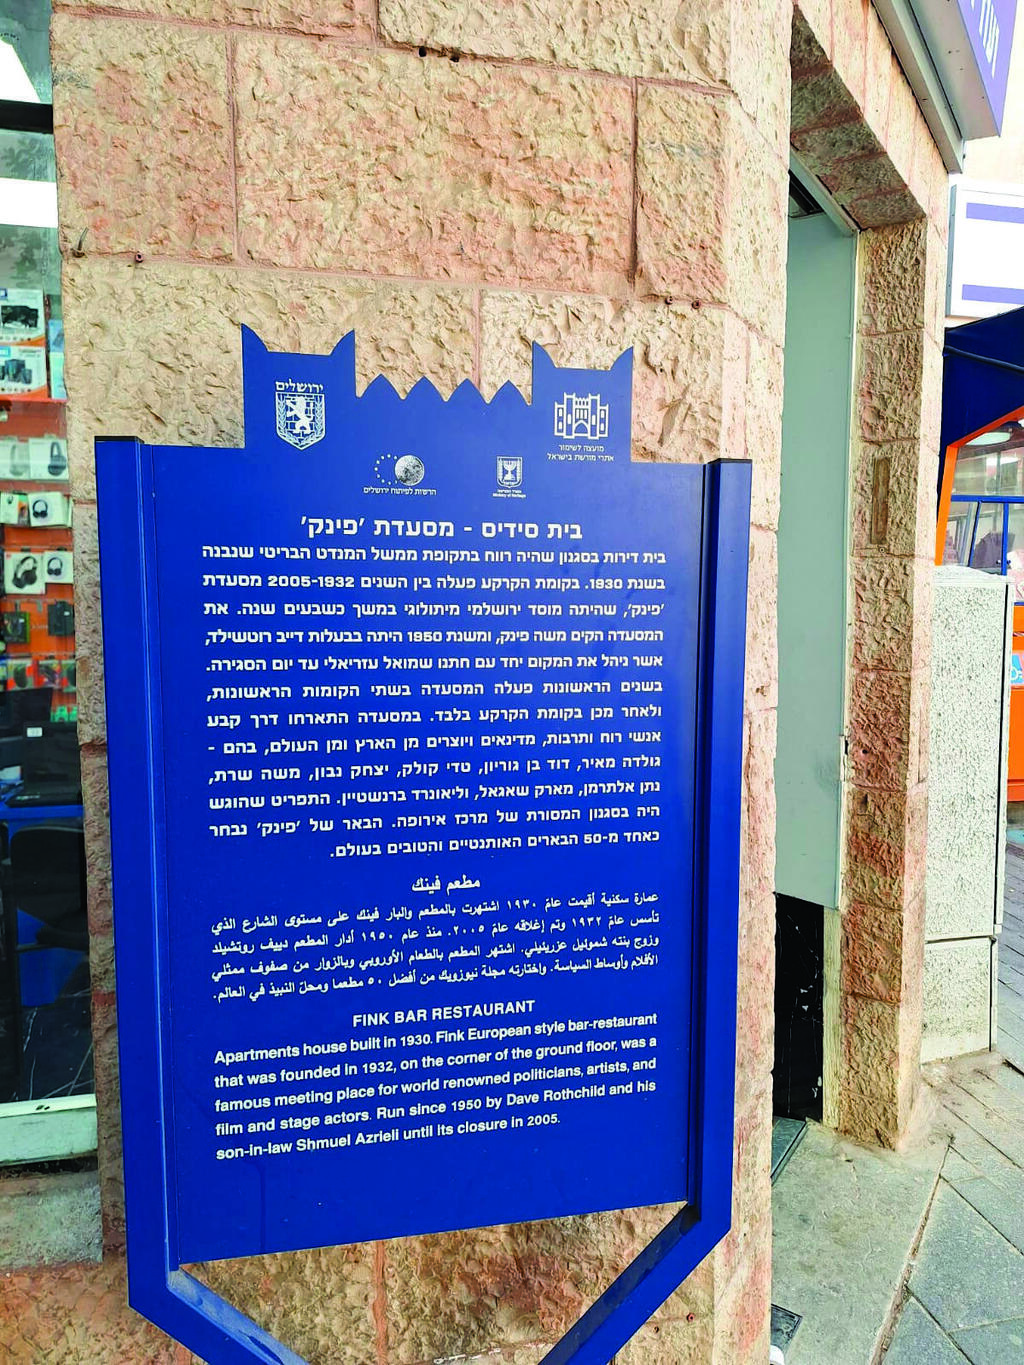 ירושלים
מועצה לשימור
אתרי מורשת בישראל
הרשות לפיתוח ירושלים
משרד המורשת
Ministry of Heritage
בית סידיס - מסעדת 'פינק'
בית דירות בסגנון שהיה רווח בתקופת ממשל המנדט הבריטי שנבנה
בשנת 1930. בקומת הקרקע פעלה בין השנים 2005-1932 מסעדת
'פינק', שהיתה מוסד ירושלמי מיתולוגי במשך כשבעים שנה. את
המסעדה הקים משה פינק, ומשנת 1950 היתה בבעלות דייב רוטשילד,
אשר ניהל את המקום יחד עם חתנו שמואל עזריאלי עד יום הסגירה.
בשנים הראשונות פעלה המסעדה בשתי הקומות הראשונות,
ולאחר מכן בקומת הקרקע בלבד. במסעדה התארחו דרך קבע
אנשי רוח ותרבות, מדינאים ויוצרים מן הארץ ומן העולם, בהם -
גולדה מאיר, דוד בן גוריון, טדי קולק, יצחק נבון, משה שרת,
נתן אלתרמן, מארק שאגאל, וליאונרד ברנשטיין. התפריט שהוגש
היה בסגנון המסורת של מרכז אירופה. הבאר של 'פינק' נבחר
כאחד מ-50 הבארים האותנטיים והטובים בעולם.
مطعم فينك
عمارة سكنية أقيمت عام ١٩٣٠ اشتهرت بالمطعم والبار فينك على مستوى الشارع الذي
تأسس عام ١٩٣٢ وتم إغلاقه عام ٢٠٠٥. منذ عام ١٩٥٠ أدار المطعم دييف روتشيلد
وزوج بنته شموئيل عزريئيلي. اشتهر المطعم بالطعام الأوروبي وبالزوار من صفوف ممثلي
الأفلام وأوساط السياسة. واختارته مجلة نيوزويك من أفضل ٥٠ مطعما ومحل النبيذ في العالم.
FINK BAR RESTAURANT
Apartments house built in 1930. Fink European style bar-restaurant
that was founded in 1932, on the corner of the ground floor, was a
famous meeting place for world renowned politicians, artists, and
film and stage actors. Run since 1950 by Dave Rothchild and his
son-in-law Shmuel Azrieli until its closure in 2005.